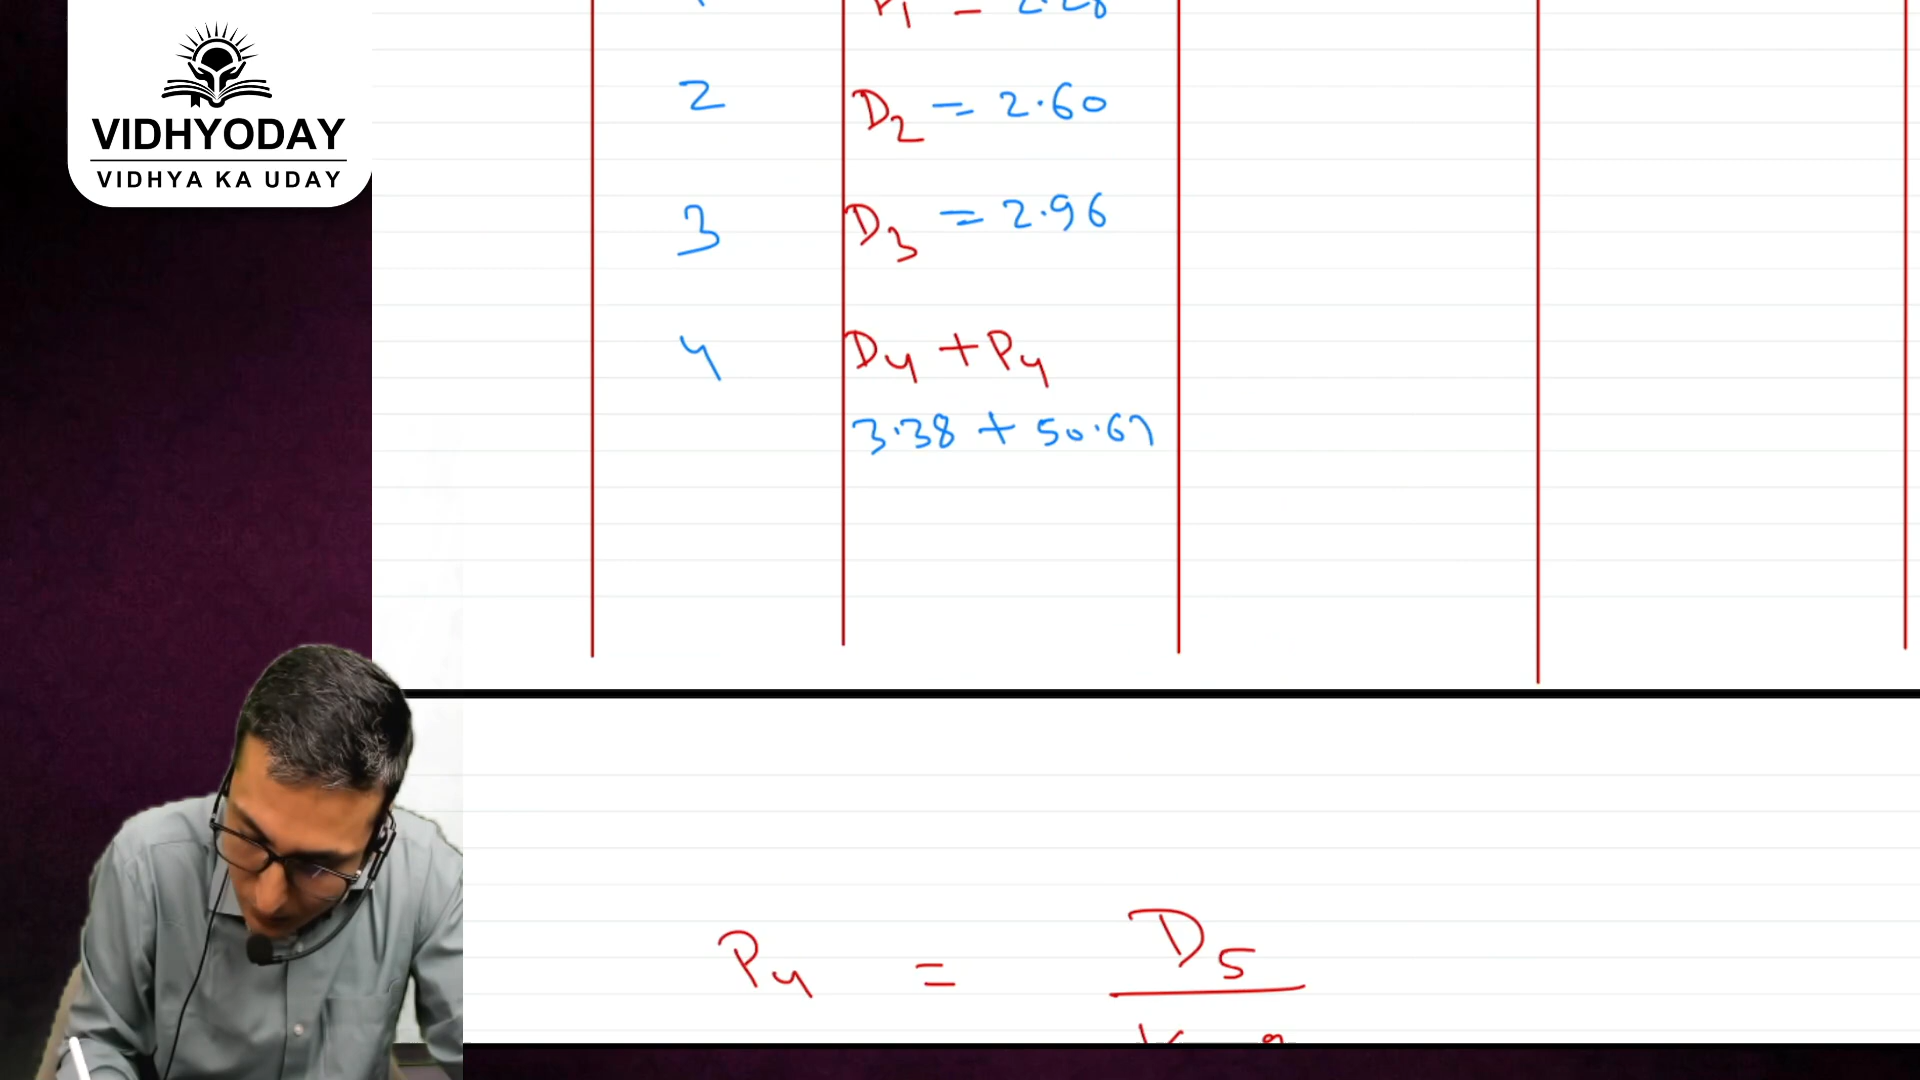 VIDHYODAY
VIDHYA KA UDAY
2 D2 = 2.60
3 D3 = 2.96
4 D4 + P4
3.38 + 50.67
P4 = D5